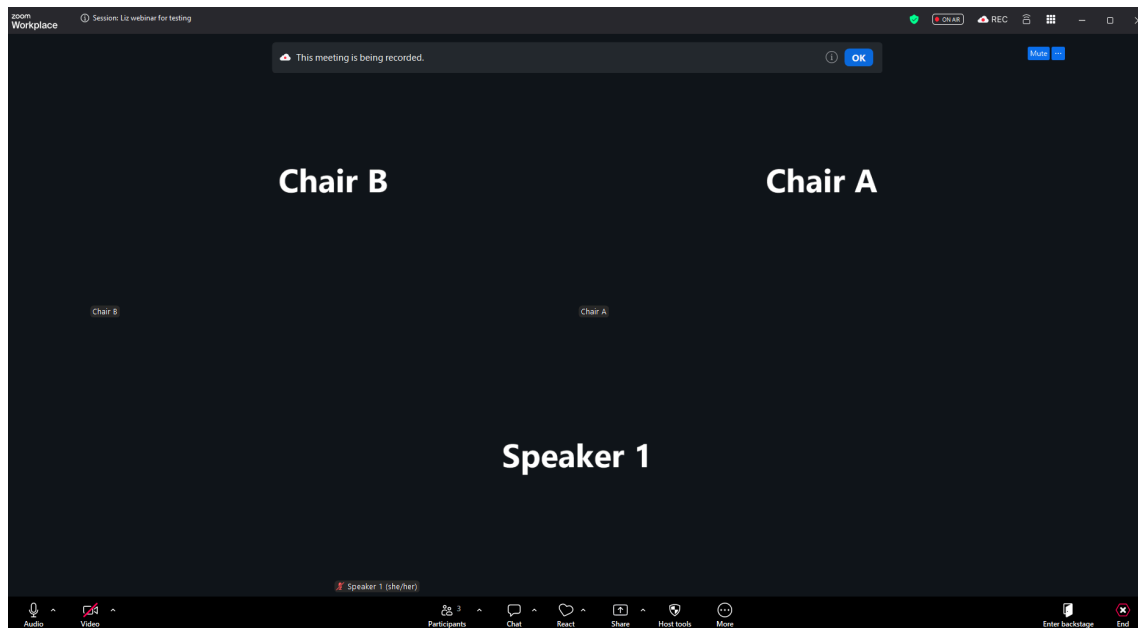 zoom
Workplace
Session: Liz webinar for testing
ON AIR
REC
This meeting is being recorded.
OK
Mute
Chair B
Chair A
Chair B
Chair A
Speaker 1
Speaker 1 (she/her)
Audio
Video
3
Participants
Chat
React
Share
Host tools
More
Enter backstage
End